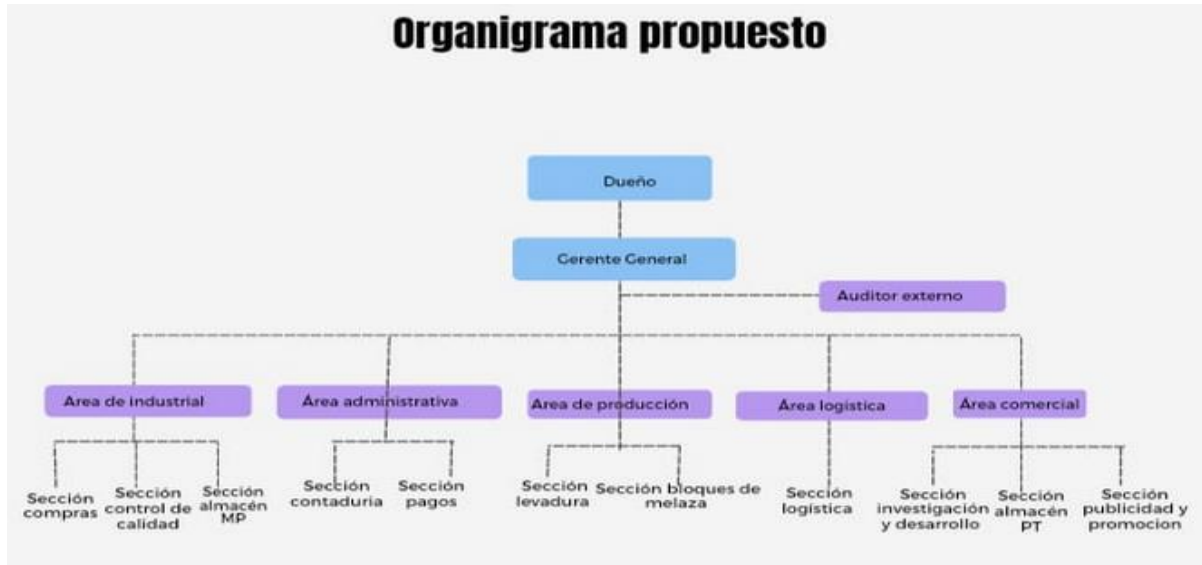 Organigrama propuesto
Dueño
Gerente General
Auditor externo
Area de industrial
Área administrativa
Area de producción
Área logistica
Área comercial
Sección
compras
Sección
control de
calidad
Sección
almacén
MP
Sección
contaduria
Sección
pagos
Sección
levadura
Sección bloques de
melaza
Sección
logística
Sección
investigación
y desarrollo
Sección
almacén
PT
Sección
publicidad y
promocion